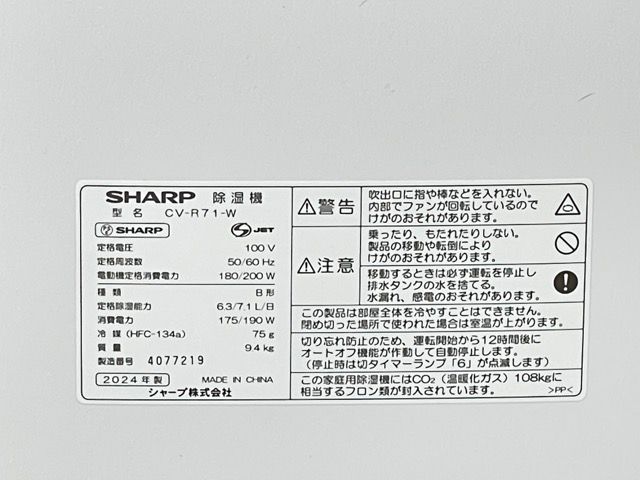 SHARP 除湿機
型 名 CV-R71-W
SHARP JET
定格電圧 100 V
定格周波数 50/60 Hz
電動機定格消費電力 180/200 W
種 類 B 形
定格除湿能力 6.3/7.1 L/日
消費電力 175/190 W
冷 媒 (HFC-134a) 75 g
質 量 9.4 kg
製造番号 4077219
2024年製 MADE IN CHINA
シャープ株式会社
警告
吹出口に指や棒などを入れない。
内部でファンが回転しているので
けがのおそれがあります。
注意
乗ったり、もたれたりしない。
製品の移動や転倒により
けがのおそれがあります。
移動するときは必ず運転を停止し
排水タンクの水を捨てる。
水漏れ、感電のおそれがあります。
この製品は部屋全体を冷やすことはできません。
閉め切った場所で使われた場合は室温が上がります。
切り忘れ防止のため、運転開始から12時間後に
オートオフ機能が作動して自動停止します。
(停止時は切タイマーランプ「6」が点滅します)
この家庭用除湿機にはCO₂(温暖化ガス)108kgに
相当するフロン類が封入されています。
>PP<